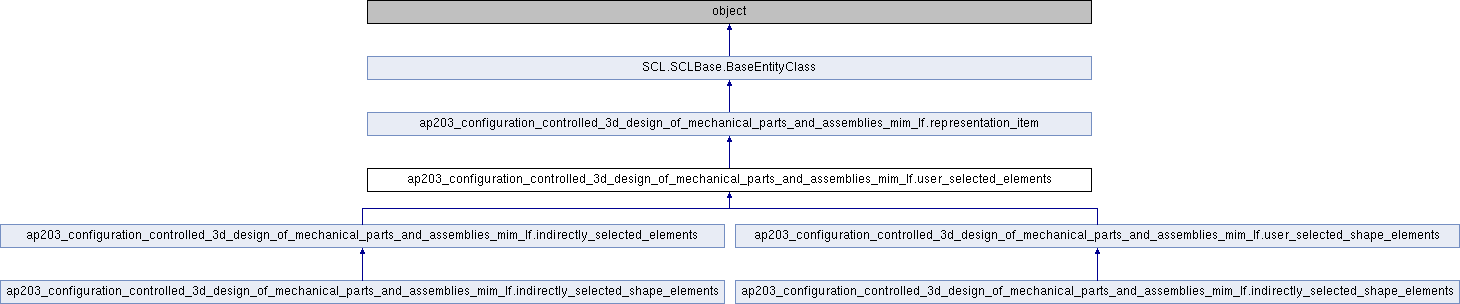 object
SCL.SCLBase.BaseEntityClass
ap203_configuration_controlled_3d_design_of_mechanical_parts_and_assemblies_mim_lf.representation_item
ap203_configuration_controlled_3d_design_of_mechanical_parts_and_assemblies_mim_lf.user_selected_elements
ap203_configuration_controlled_3d_design_of_mechanical_parts_and_assemblies_mim_lf.indirectly_selected_elements
ap203_configuration_controlled_3d_design_of_mechanical_parts_and_assemblies_mim_lf.user_selected_shape_elements
ap203_configuration_controlled_3d_design_of_mechanical_parts_and_assemblies_mim_lf.indirectly_selected_shape_elements
ap203_configuration_controlled_3d_design_of_mechanical_parts_and_assemblies_mim_lf.indirectly_selected_shape_elements